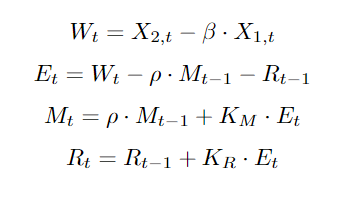 W_t = X_{2,t} − β · X_{1,t}
E_t = W_t − ρ · M_{t−1} − R_{t−1}
M_t = ρ · M_{t−1} + K_M · E_t
R_t = R_{t−1} + K_R · E_t